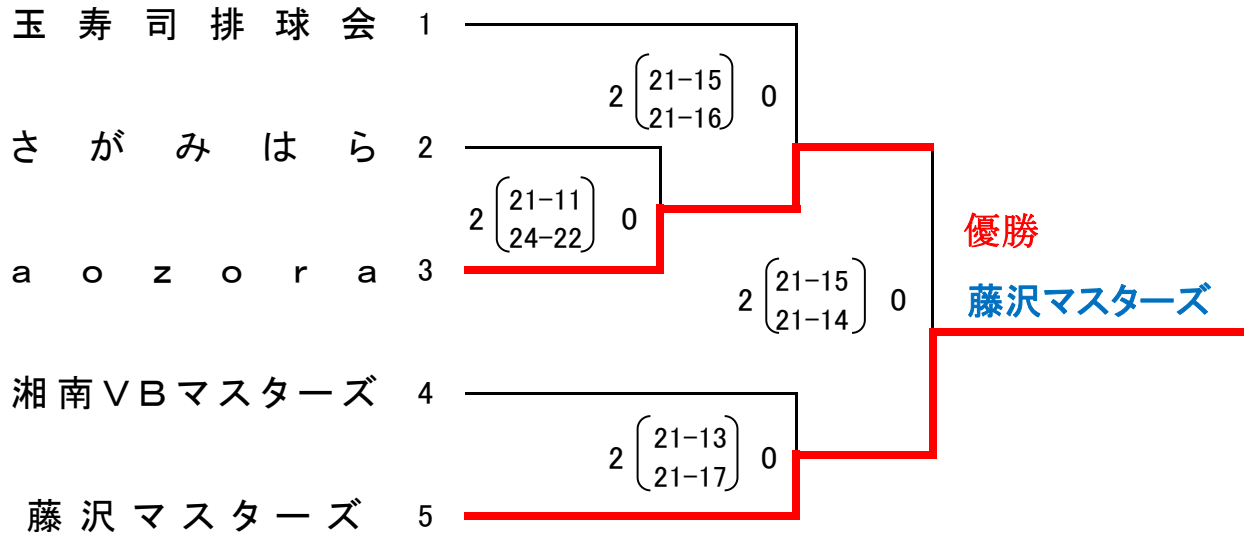 玉寿司排球会 1
2 21-15 0
21-16
さがみはら 2
2 21-11 0
24-22
ａｏｚｏｒａ 3
優勝
藤沢マスターズ
2 21-15 0
21-14
湘南ＶＢマスターズ 4
2 21-13 0
21-17
藤沢マスターズ 5